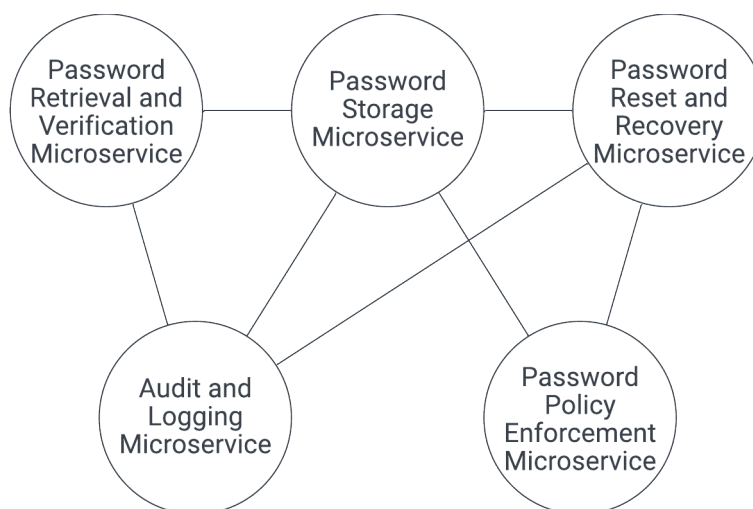 Password
Retrieval and
Verification
Microservice
Password
Storage
Microservice
Password
Reset and
Recovery
Microservice
Audit and
Logging
Microservice
Password
Policy
Enforcement
Microservice